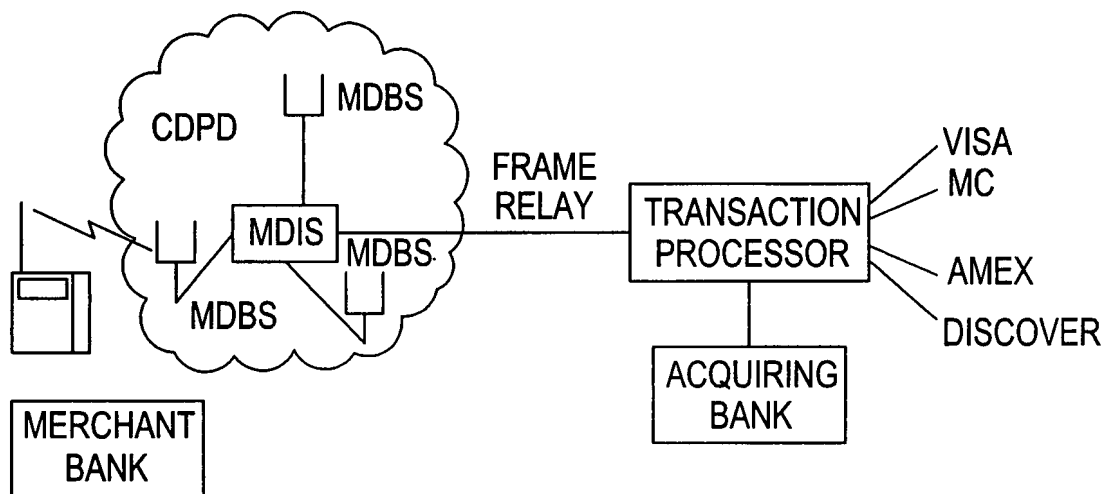 CDPD
MDBS
MDIS
MDBS
MDBS
FRAME
RELAY
TRANSACTION
PROCESSOR
VISA
MC
AMEX
DISCOVER
ACQUIRING
BANK
MERCHANT
BANK